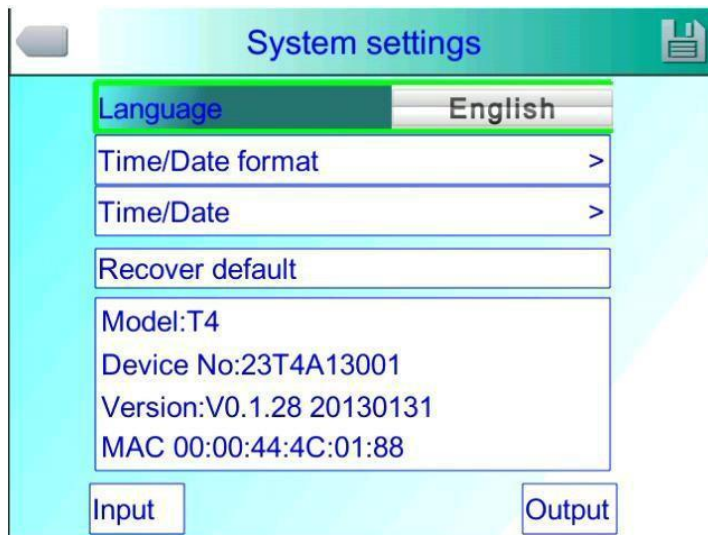 System settings
Language English
Time/Date format >
Time/Date >
Recover default
Model:T4
Device No:23T4A13001
Version:V0.1.28 20130131
MAC 00:00:44:4C:01:88
Input Output